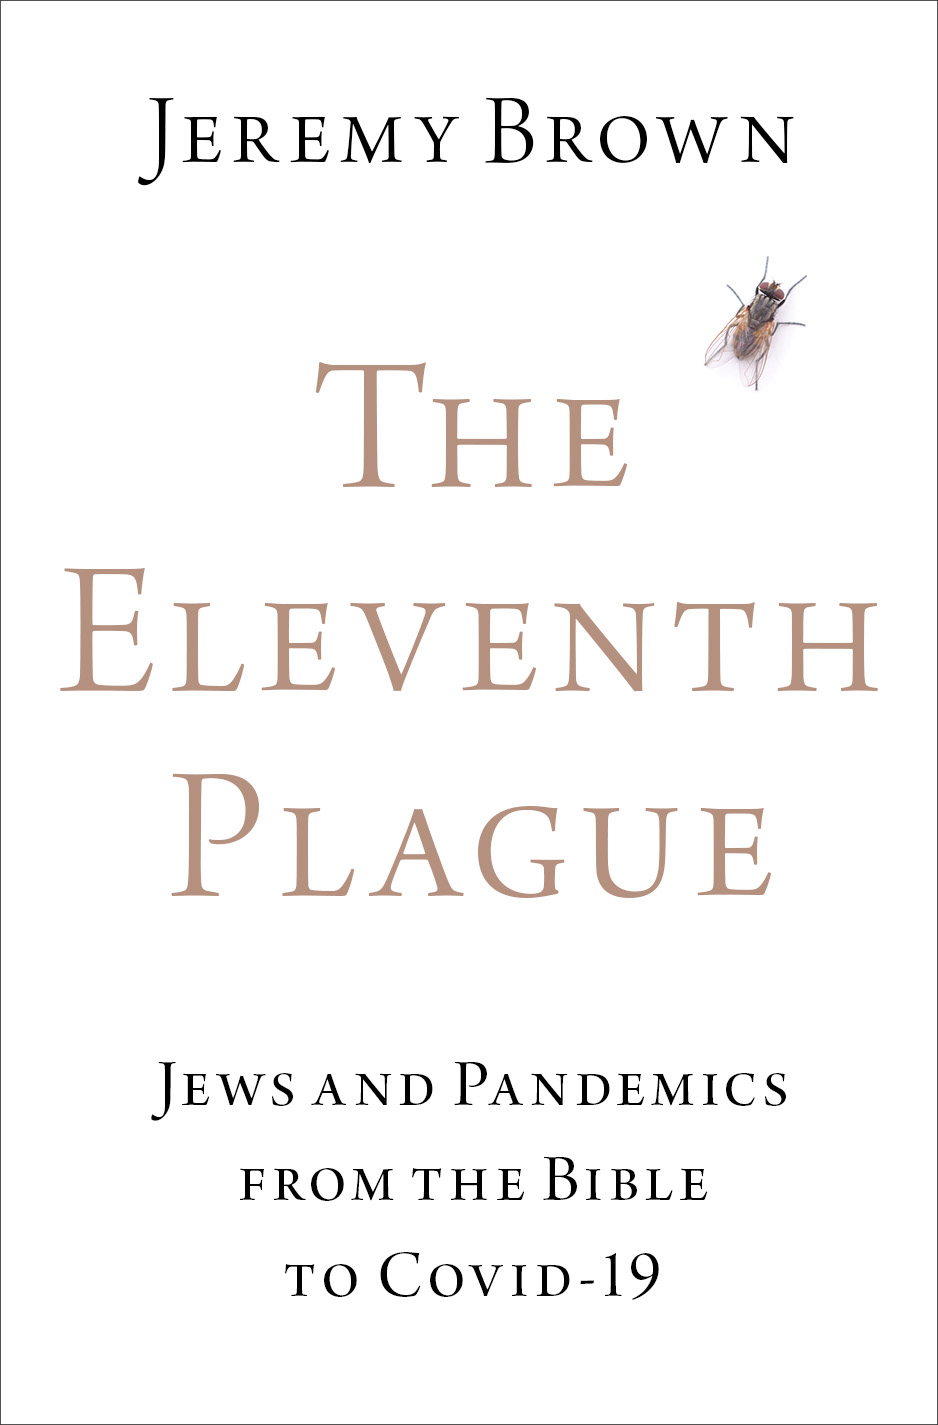 Jeremy Brown
The
Eleventh
Plague
Jews and Pandemics
from the Bible
to Covid-19